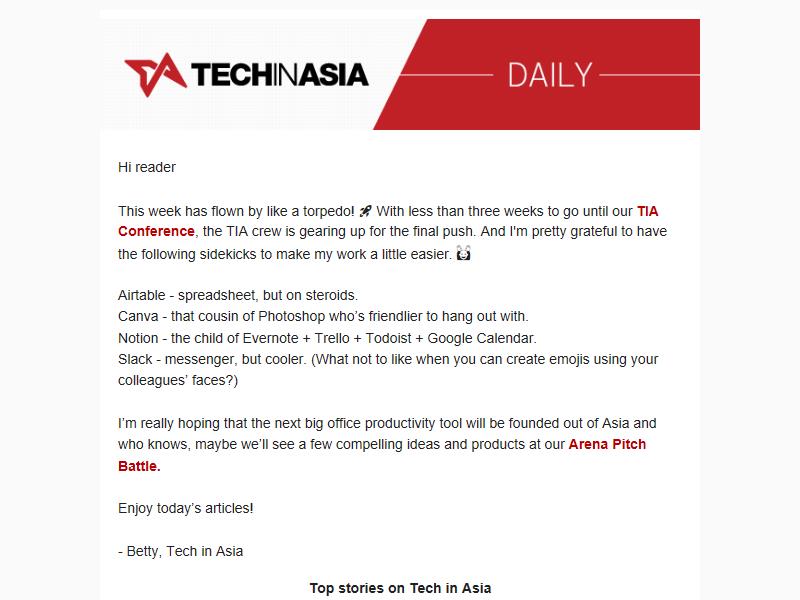 TECHINASIA DAILY
Hi reader
This week has flown by like a torpedo! 🚀 With less than three weeks to go until our TIA
Conference, the TIA crew is gearing up for the final push. And I'm pretty grateful to have
the following sidekicks to make my work a little easier. 🙌
Airtable - spreadsheet, but on steroids.
Canva - that cousin of Photoshop who’s friendlier to hang out with.
Notion - the child of Evernote + Trello + Todoist + Google Calendar.
Slack - messenger, but cooler. (What not to like when you can create emojis using your
colleagues’ faces?)
I’m really hoping that the next big office productivity tool will be founded out of Asia and
who knows, maybe we’ll see a few compelling ideas and products at our Arena Pitch
Battle.
Enjoy today’s articles!
- Betty, Tech in Asia
Top stories on Tech in Asia